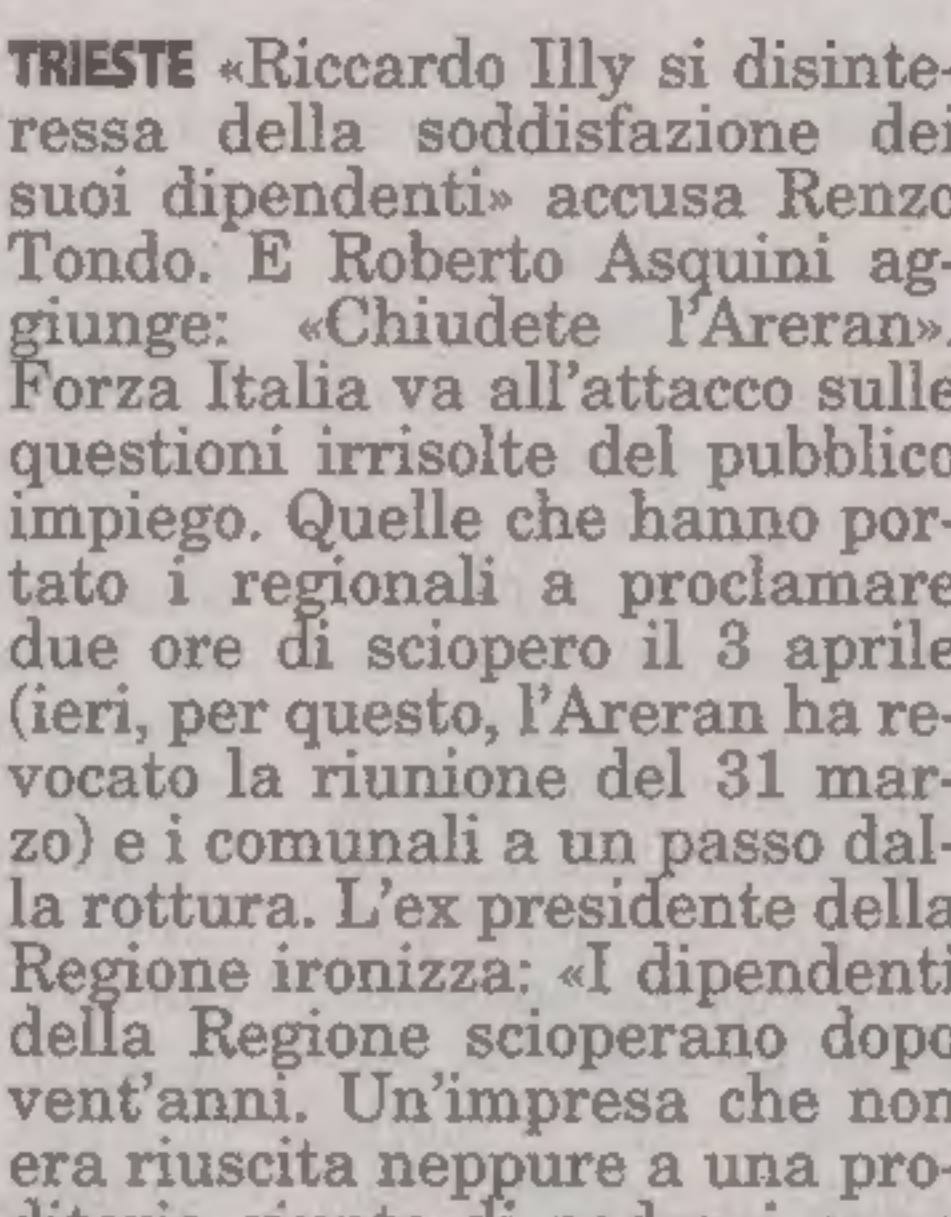 TRIESTE «Riccardo Illy si disinte-
ressa della soddisfazione dei
suoi dipendenti» accusa Renzo
Tondo. E Roberto Asquini ag-
giunge: «Chiudete l'Areran».
Forza Italia va all'attacco sulle
questioni irrisolte del pubblico
impiego. Quelle che hanno por-
tato i regionali a proclamare
due ore di sciopero il 3 aprile
(ieri, per questo, l'Areran ha re-
vocato la riunione del 31 mar-
zo) e i comunali a un passo dal-
la rottura. L'ex presidente della
Regione ironizza: «I dipendenti
della Regione scioperano dopo
vent'anni. Un'impresa che non
era riuscita neppure a una pro-